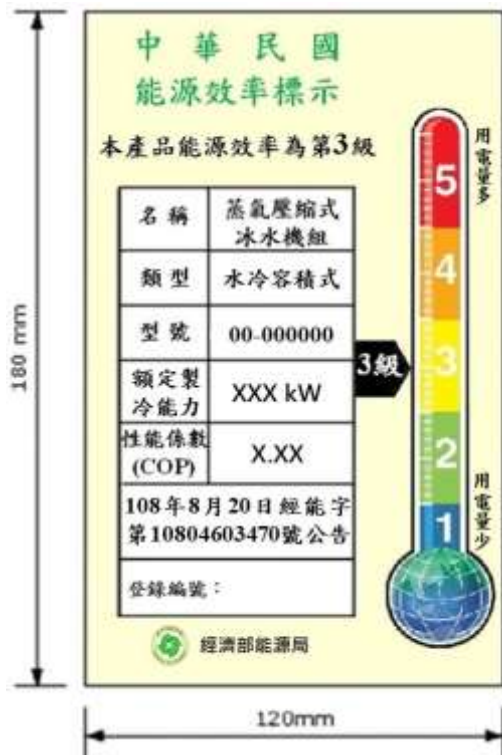 中華民國
能源效率標示
本產品能源效率為第3級
名稱
蒸氣壓縮式
冰水機組
類型
水冷容積式
型號
00-000000
額定製
冷能力
XXX kW
性能係數
(COP)
X.XX
108年8月20日經能字
第10804603470號公告
登錄編號：
經濟部能源局
3級
用電量多
5
4
3
2
1
用電量少
180 mm
120mm